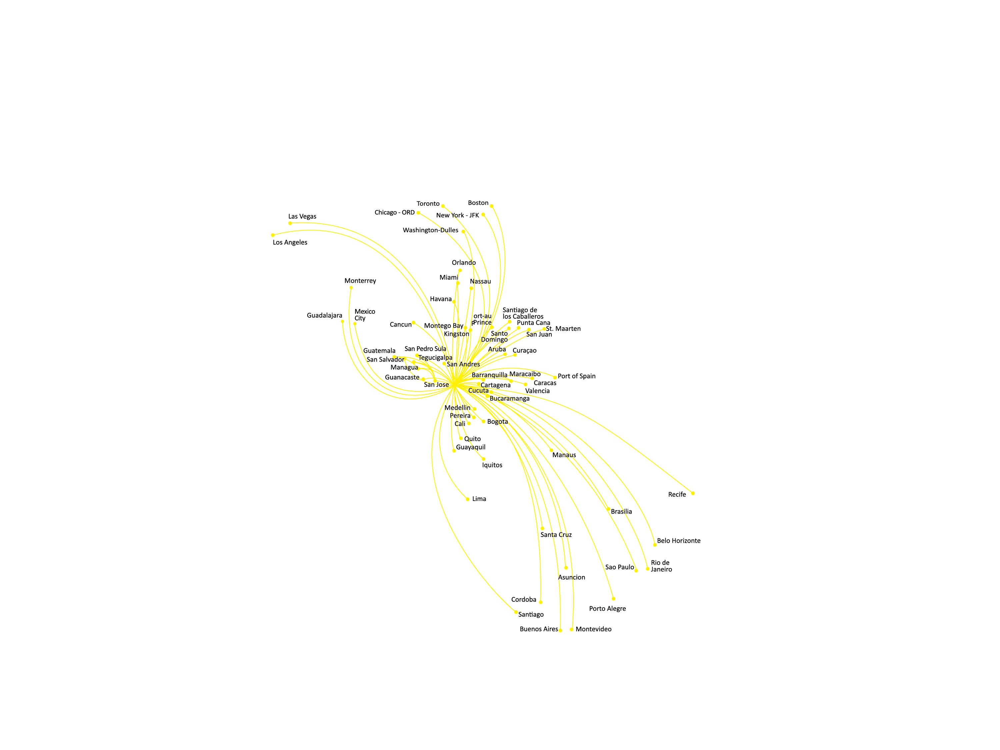 Toronto
Boston
Chicago - ORD
New York - JFK
Las Vegas
Washington-Dulles
Los Angeles
Orlando
Miami
Nassau
Monterrey
Havana
Guadalajara
Mexico
City
Cancun
Montego Bay
Kingston
ort-au
P
Prince
Santiago de
los Caballeros
Punta Cana
St. Maarten
Santo
Domingo
San Juan
Guatemala
San Pedro Sula
Aruba
Curaçao
San Salvador
Tegucigalpa
San Andres
Managua
Guanacaste
Barranquilla
Maracaibo
Port of Spain
San Jose
Cartagena
Caracas
Cucuta
Valencia
Bucaramanga
Medellin
Pereira
Cali
Bogota
Quito
Guayaquil
Manaus
Iquitos
Recife
Lima
Brasilia
Santa Cruz
Belo Horizonte
Sao Paulo
Rio de
Janeiro
Asuncion
Cordoba
Porto Alegre
Santiago
Buenos Aires
Montevideo